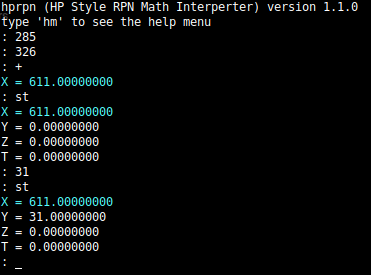 hprpn (HP Style RPN Math Interperter) version 1.1.0
type 'hm' to see the help menu
: 285
: 326
: +
X = 611.00000000
: st
X = 611.00000000
Y = 0.00000000
Z = 0.00000000
T = 0.00000000
: 31
: st
X = 611.00000000
Y = 31.00000000
Z = 0.00000000
T = 0.00000000
: _